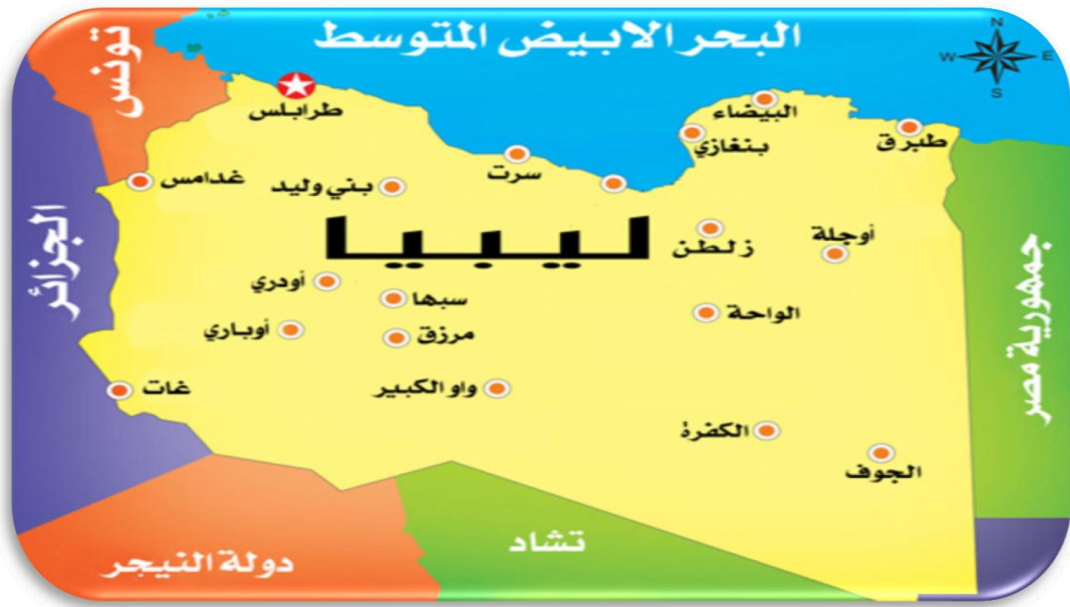 البحر الابيض المتوسط
N
W E
S
تونس
طرابلس
البيضاء
بنغازي
طبرق
سرت
غدامس
بني وليد
ليبيا
زلطن
أوجلة
الجزائر
جمهورية مصر
أودري
سبها
الواحة
أوباري
مرزق
غات
واو الكبير
الكفرة
الجوف
تشاد
دولة النيجر